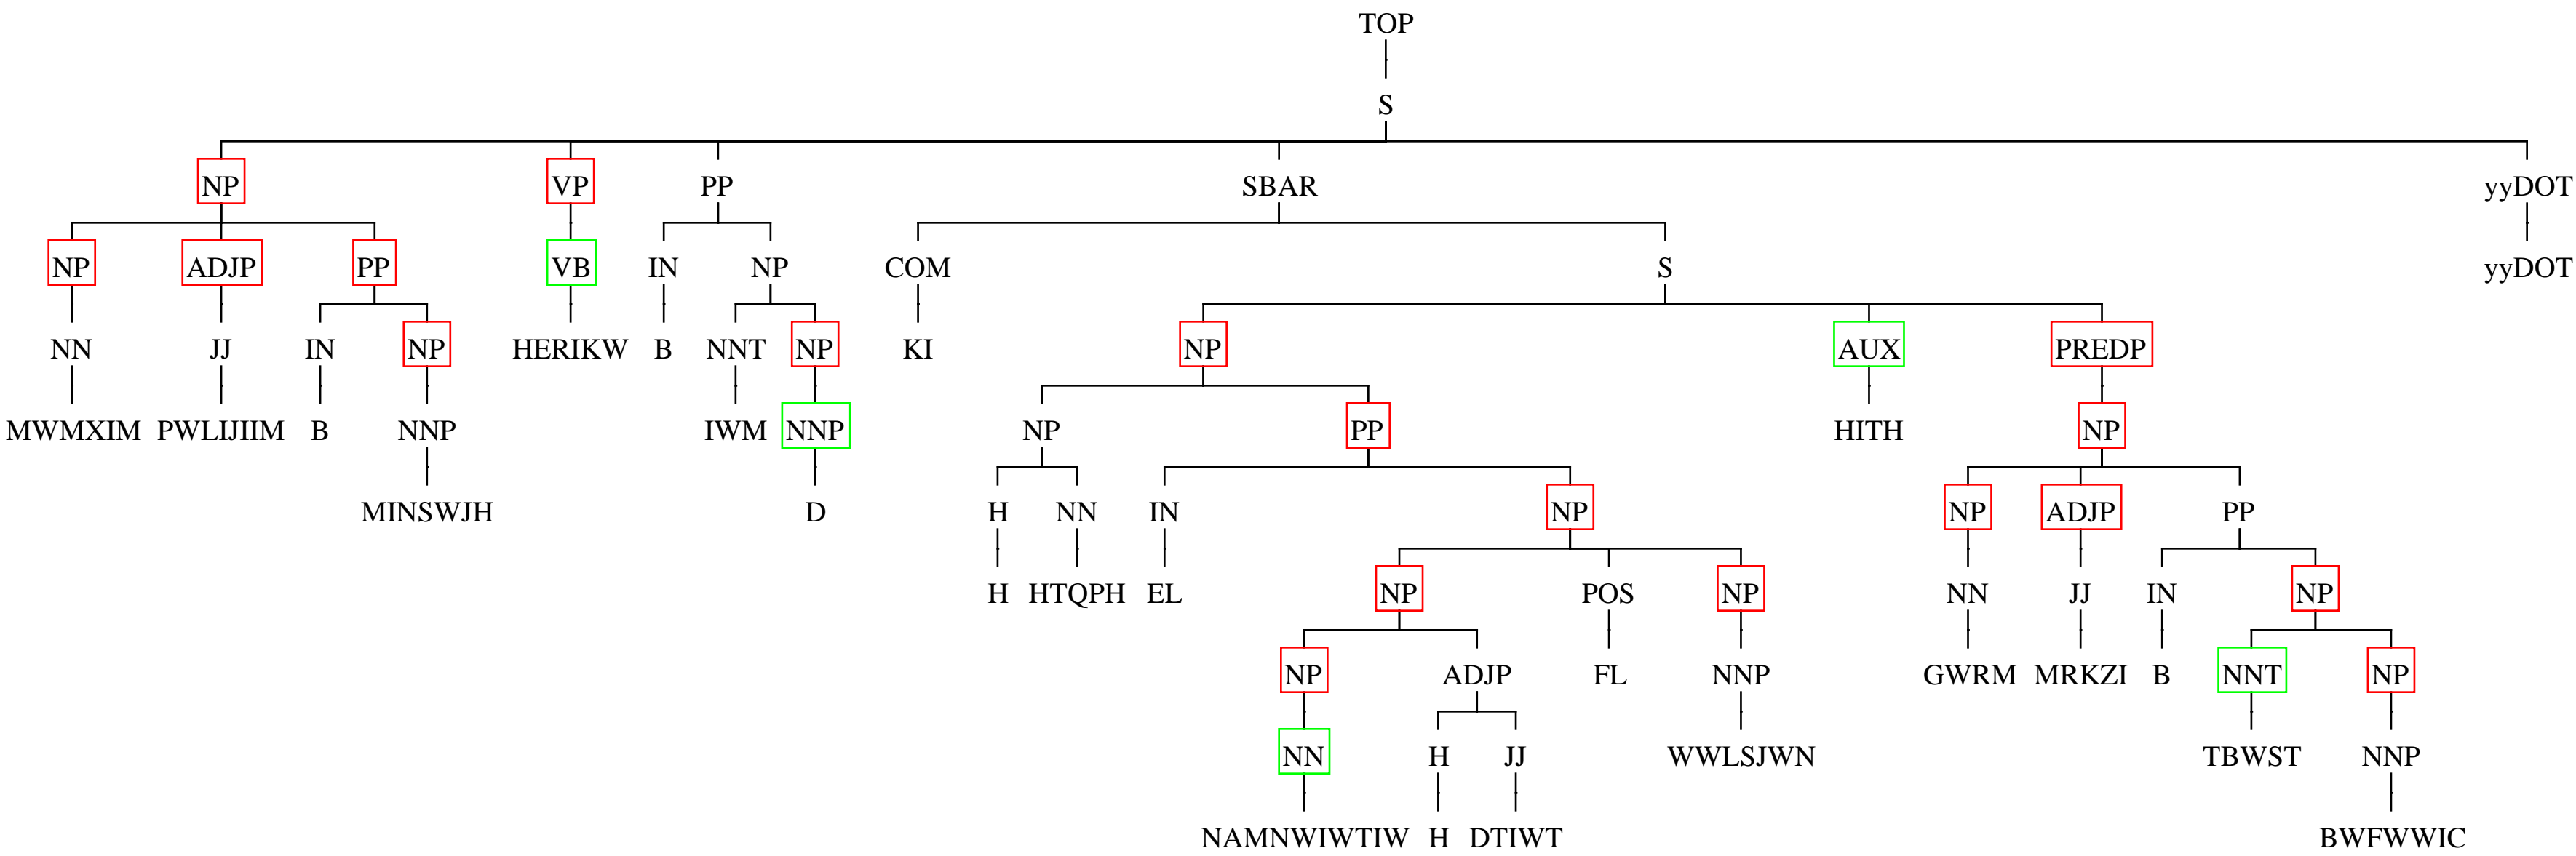 TOP
S
NP VP PP SBAR yyDOT
NP ADJP PP VB IN NP COM S yyDOT
NN JJ IN NP HERIKW B NNT NP KI NP AUX PREDP
MWMXIM PWLIJIIM B NNP IWM NNP NP PP HITH NP
MINSWJH D H NN IN NP NP ADJP PP
H HTQPH EL NP POS NP NN JJ IN NP
NP ADJP FL NNP GWRM MRKZI B NNT NP
NN H JJ WWLSJWN TBWST NNP
NAMNWIWTIW H DTIWT BWFWWIC